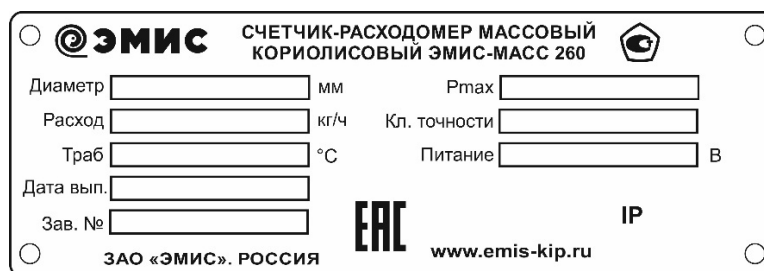 ЭМИС
СЧЕТЧИК-РАСХОДОМЕР МАССОВЫЙ
КОРИОЛИСОВЫЙ ЭМИС-МАСС 260
Диаметр мм Pmax
Расход кг/ч Кл. точности
Траб °С Питание В
Дата вып.
Зав. №
EAC
IP
ЗАО «ЭМИС». РОССИЯ
www.emis-kip.ru